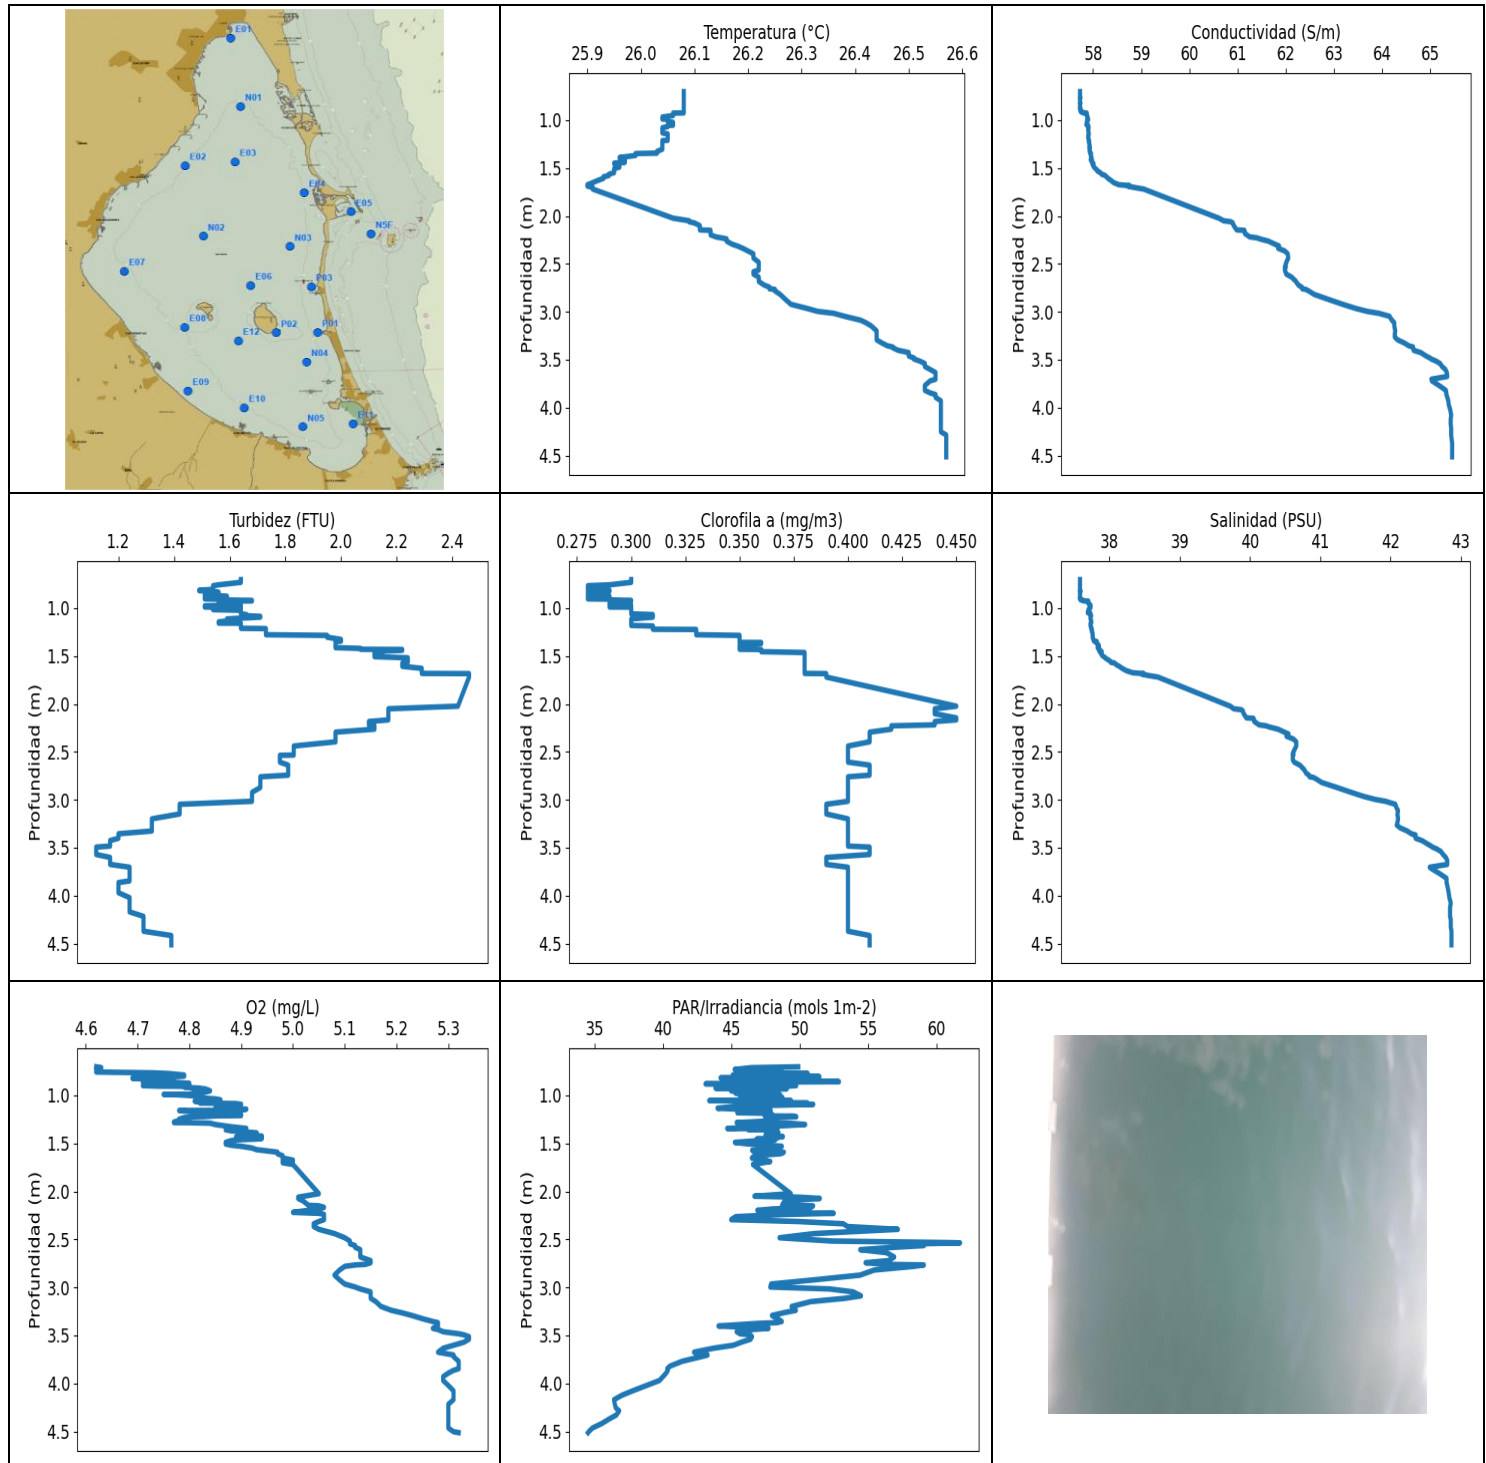 E01
N01
E02
E03
E04
E05
N5F
N02
N03
E07
E06
P03
E08
E12
P02
P01
N04
E09
E10
N05
E11
Temperatura (°C)
25.9 26.0 26.1 26.2 26.3 26.4 26.5 26.6
Profundidad (m)
1.0
1.5
2.0
2.5
3.0
3.5
4.0
4.5
Conductividad (S/m)
58 59 60 61 62 63 64 65
Profundidad (m)
1.0
1.5
2.0
2.5
3.0
3.5
4.0
4.5
Turbidez (FTU)
1.2 1.4 1.6 1.8 2.0 2.2 2.4
Profundidad (m)
1.0
1.5
2.0
2.5
3.0
3.5
4.0
4.5
Clorofila a (mg/m3)
0.275 0.300 0.325 0.350 0.375 0.400 0.425 0.450
Profundidad (m)
1.0
1.5
2.0
2.5
3.0
3.5
4.0
4.5
Salinidad (PSU)
38 39 40 41 42 43
Profundidad (m)
1.0
1.5
2.0
2.5
3.0
3.5
4.0
4.5
O2 (mg/L)
4.6 4.7 4.8 4.9 5.0 5.1 5.2 5.3
Profundidad (m)
1.0
1.5
2.0
2.5
3.0
3.5
4.0
4.5
PAR/Irradiancia (mols 1m-2)
35 40 45 50 55 60
Profundidad (m)
1.0
1.5
2.0
2.5
3.0
3.5
4.0
4.5